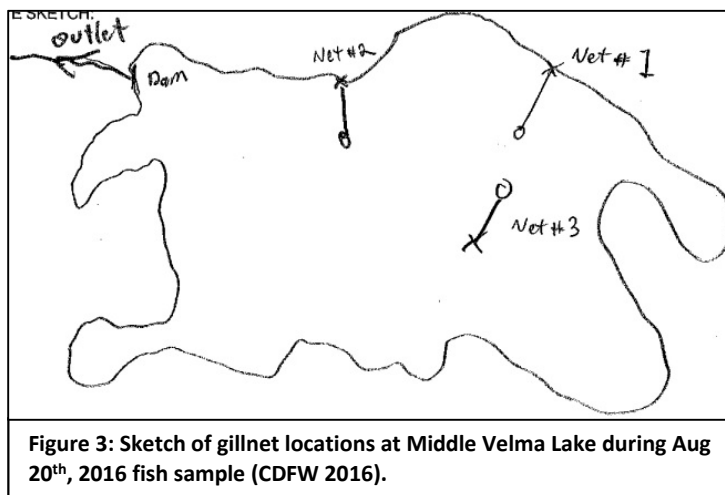 E SKETCH:
outlet
Dam
Net #2
Net # 1
Net #3
Figure 3: Sketch of gillnet locations at Middle Velma Lake during Aug
20th, 2016 fish sample (CDFW 2016).